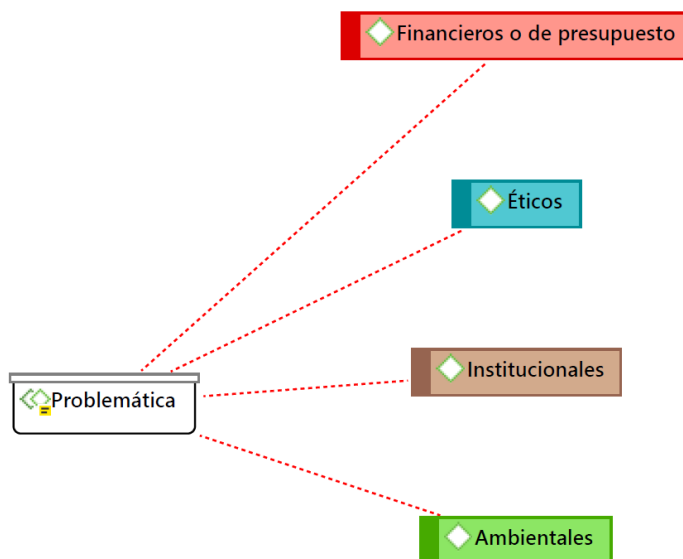 Financieros o de presupuesto
Éticos
Institucionales
Problemática
Ambientales